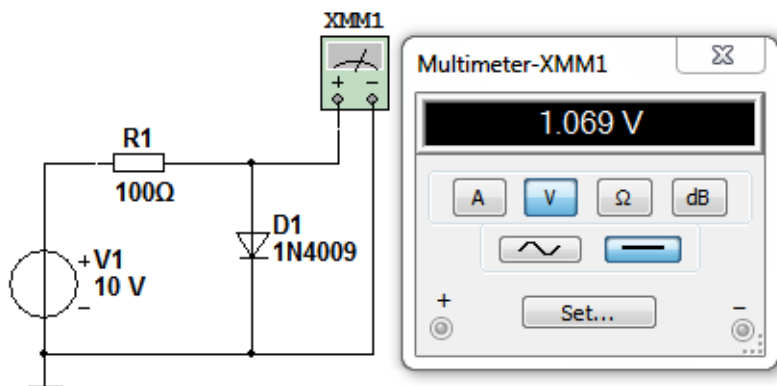 XMM1
+ −
R1
100Ω
+ V1
10 V
−
D1
1N4009
Multimeter-XMM1
1.069 V
A V Ω dB
+ −
Set...